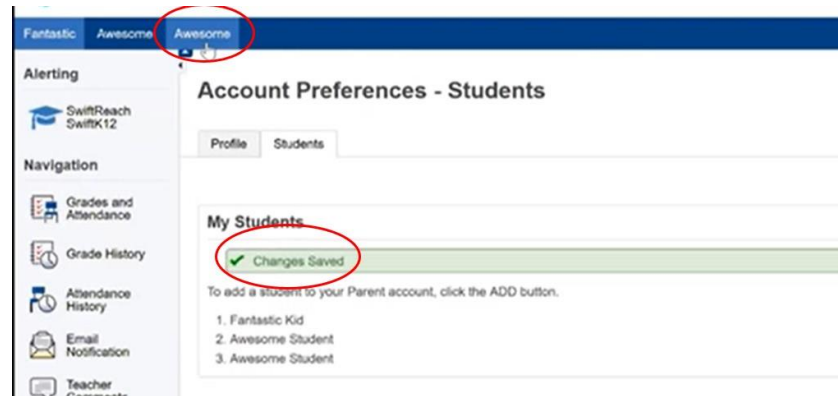 Fantastic Awesome Awesome
Alerting
SwiftReach
SwiftK12
Navigation
Grades and
Attendance
Grade History
Attendance
History
Email
Notification
Teacher
Comments
Account Preferences - Students
Profile Students
My Students
Changes Saved
To add a student to your Parent account, click the ADD button.
1. Fantastic Kid
2. Awesome Student
3. Awesome Student